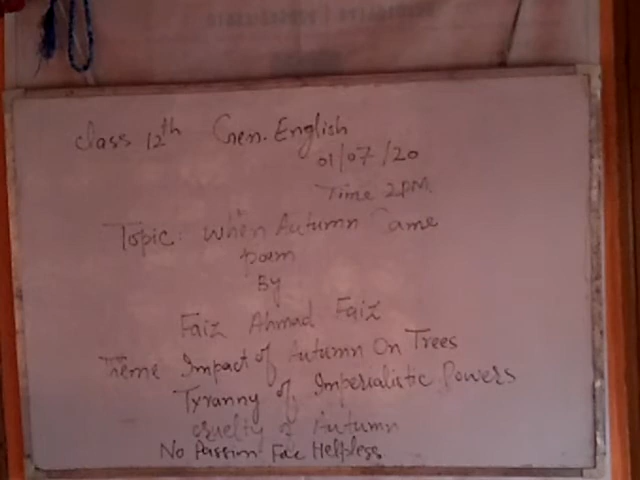 class 12th Gen. English
01/07/20
Time 2PM.
Topic: When Autumn Came
poem
By
Faiz Ahmad Faiz
Theme Impact of Autumn On Trees
Tyranny of Imperialistic Powers
cruelty of Autumn
No Passion For Helpless